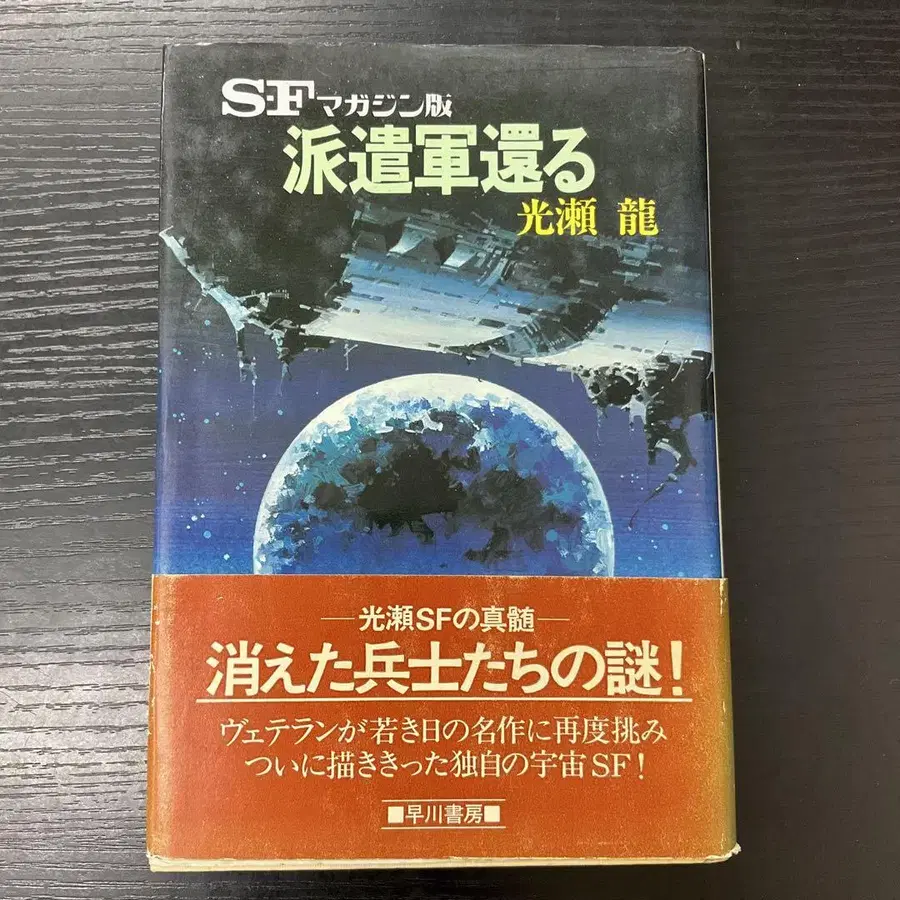 S-Fマガジン版
派遣軍還る
光瀬 龍
—光瀬SFの真髄—
消えた兵士たちの謎!
ヴェテランが若き日の名作に再度挑み
ついに描ききった独自の宇宙SF!
■早川書房■